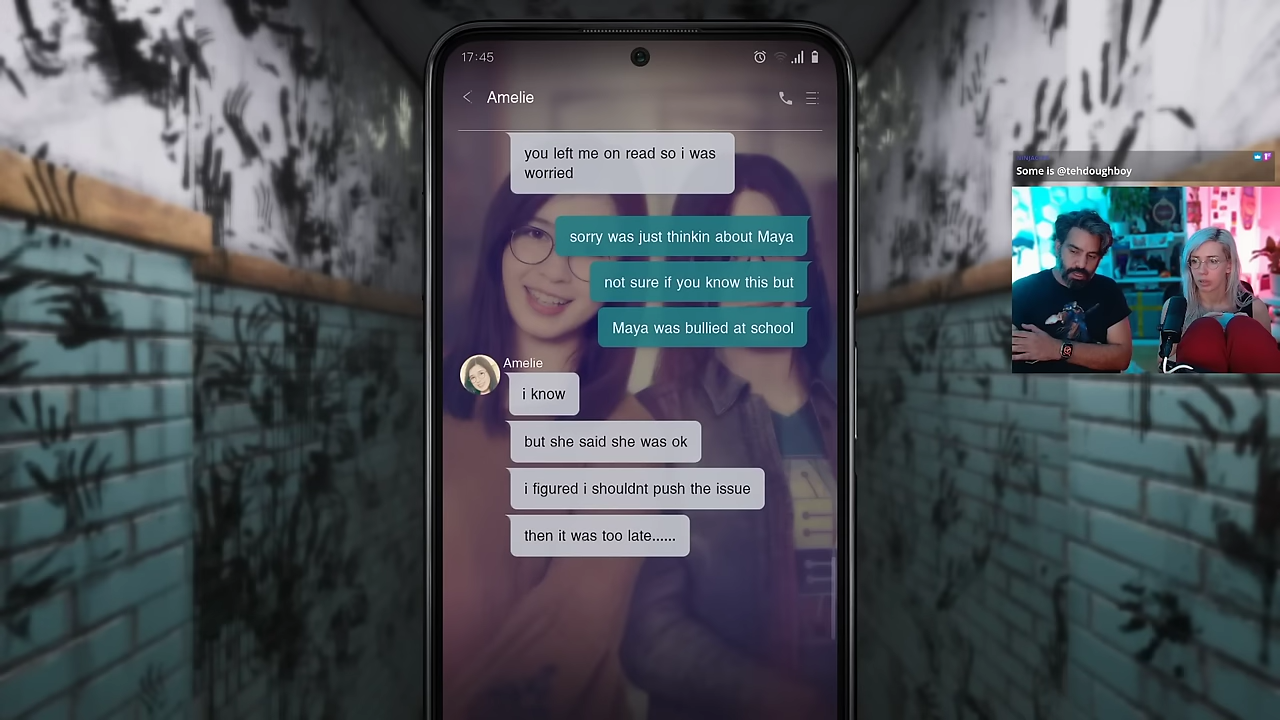 17:45
Amelie
you left me on read so i was
worried
sorry was just thinkin about Maya
not sure if you know this but
Maya was bullied at school
Amelie
i know
but she said she was ok
i figured i shouldnt push the issue
then it was too late......
Some is @tehdoughboy